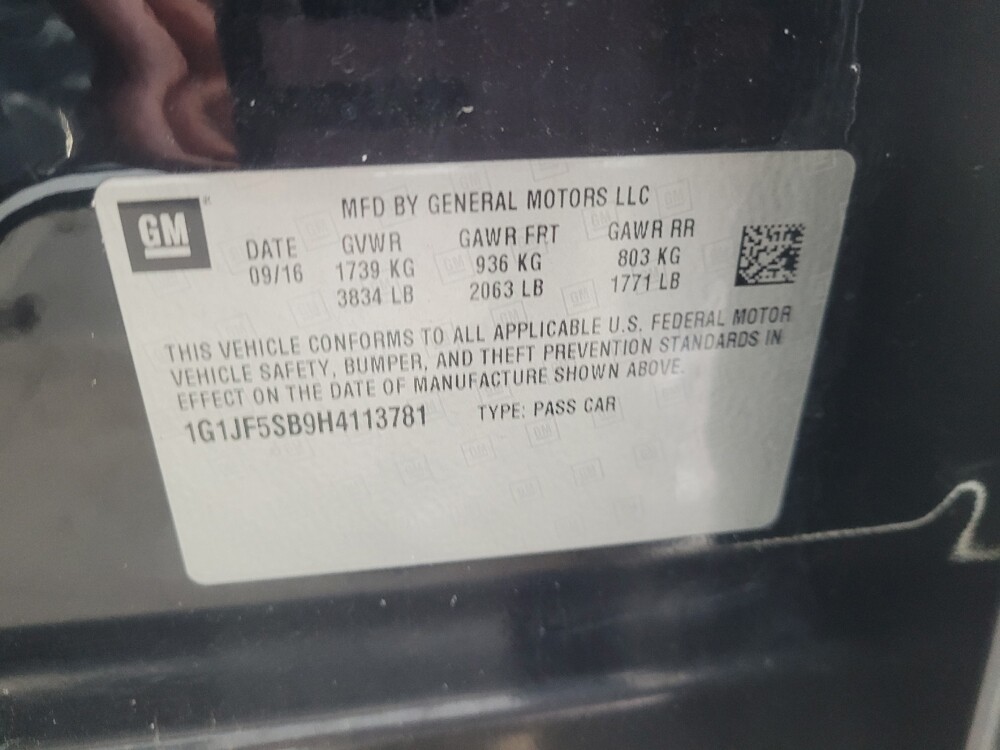 GM
MFD BY GENERAL MOTORS LLC
DATE GVWR GAWR FRT GAWR RR
09/16 1739 KG 936 KG 803 KG
3834 LB 2063 LB 1771 LB
THIS VEHICLE CONFORMS TO ALL APPLICABLE U.S. FEDERAL MOTOR
VEHICLE SAFETY, BUMPER, AND THEFT PREVENTION STANDARDS IN
EFFECT ON THE DATE OF MANUFACTURE SHOWN ABOVE.
1G1JF5SB9H4113781 TYPE: PASS CAR